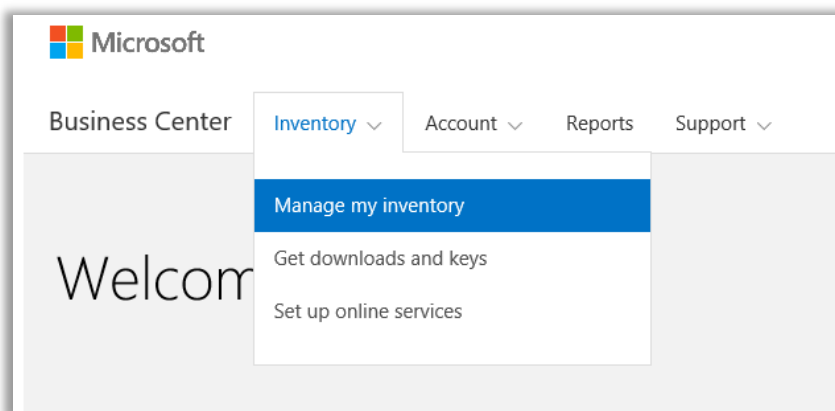 Microsoft
Business Center Inventory Account Reports Support
Manage my inventory
Welcom
Get downloads and keys
Set up online services